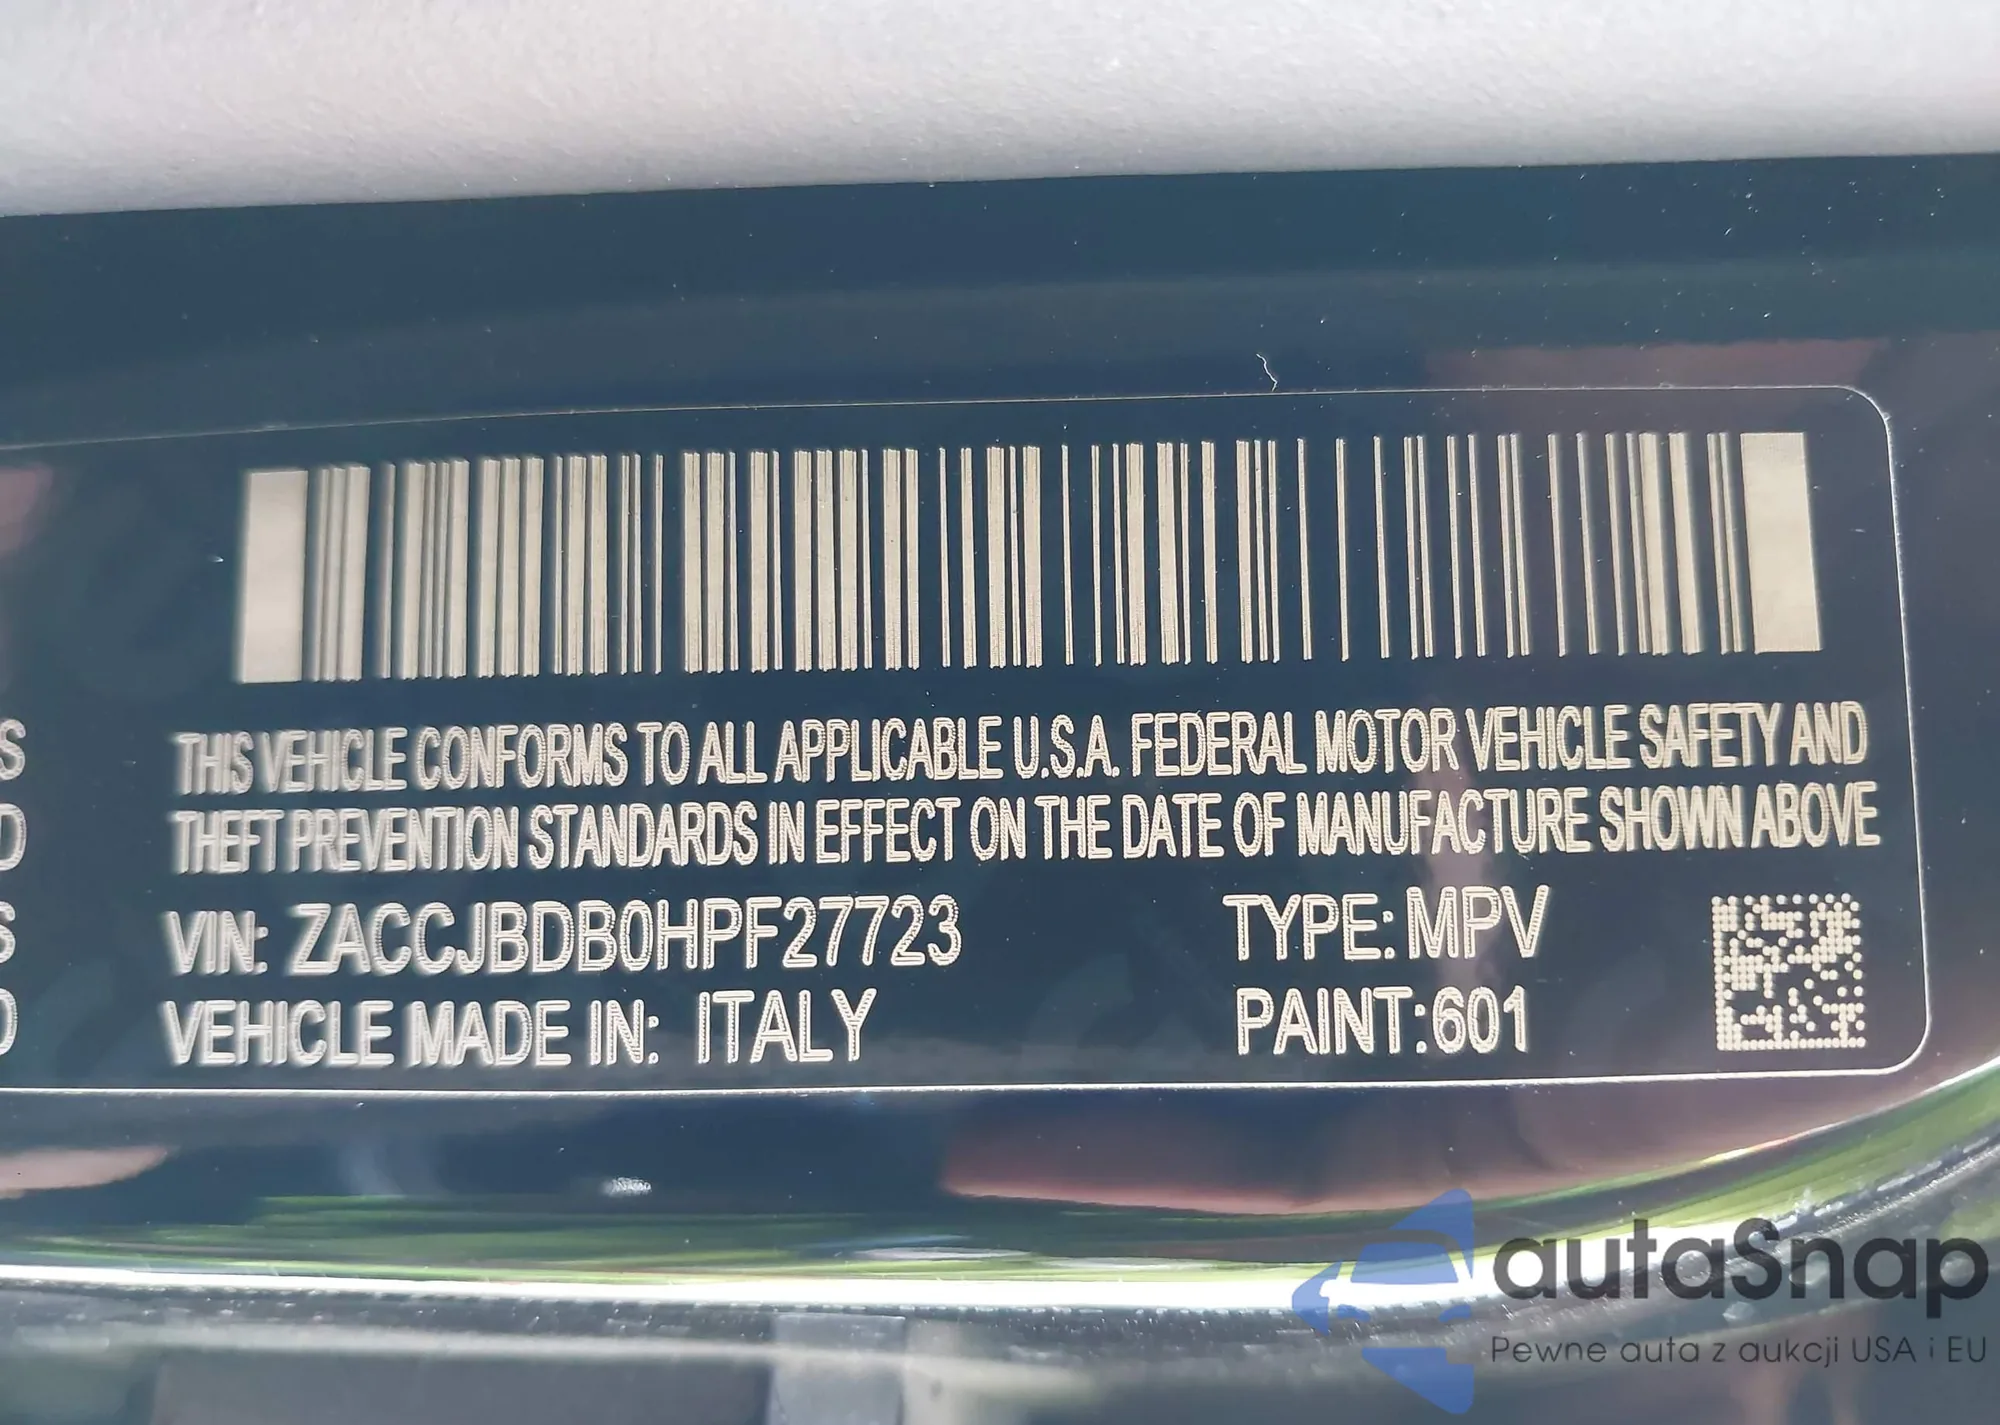 THIS VEHICLE CONFORMS TO ALL APPLICABLE U.S.A. FEDERAL MOTOR VEHICLE SAFETY AND
THEFT PREVENTION STANDARDS IN EFFECT ON THE DATE OF MANUFACTURE SHOWN ABOVE
VIN: ZACCJBDB0HPF27723 TYPE: MPV
VEHICLE MADE IN: ITALY PAINT:601
autaSnap
Pewne auta z aukcji USA i EU